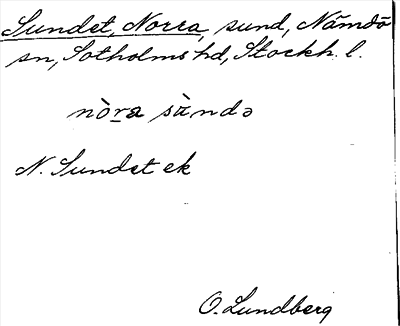 Sundet, Norra, sund, Nämdö
sn, Sotholms hd, Stockh. l.
nòra sùndə
N. Sundet ek
O. Lundberg